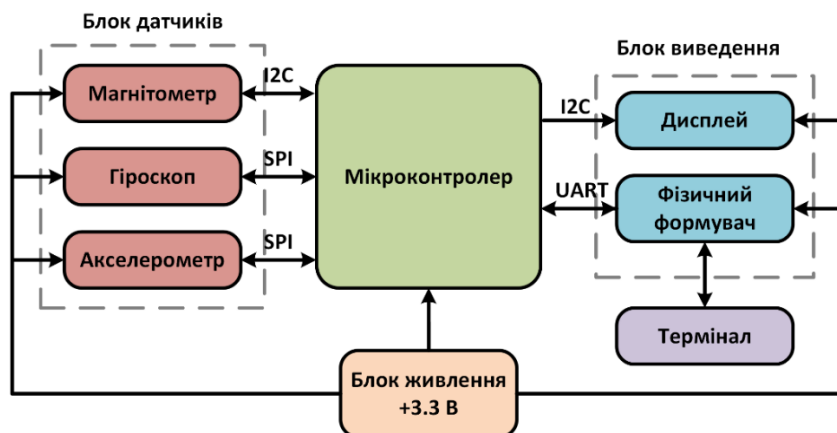 Блок датчиків
Магнітометр
I2C
Гіроскоп
SPI
Акселерометр
SPI
Мікроконтролер
Блок виведення
I2C
Дисплей
UART
Фізичний
формувач
Термінал
Блок живлення
+3.3 В